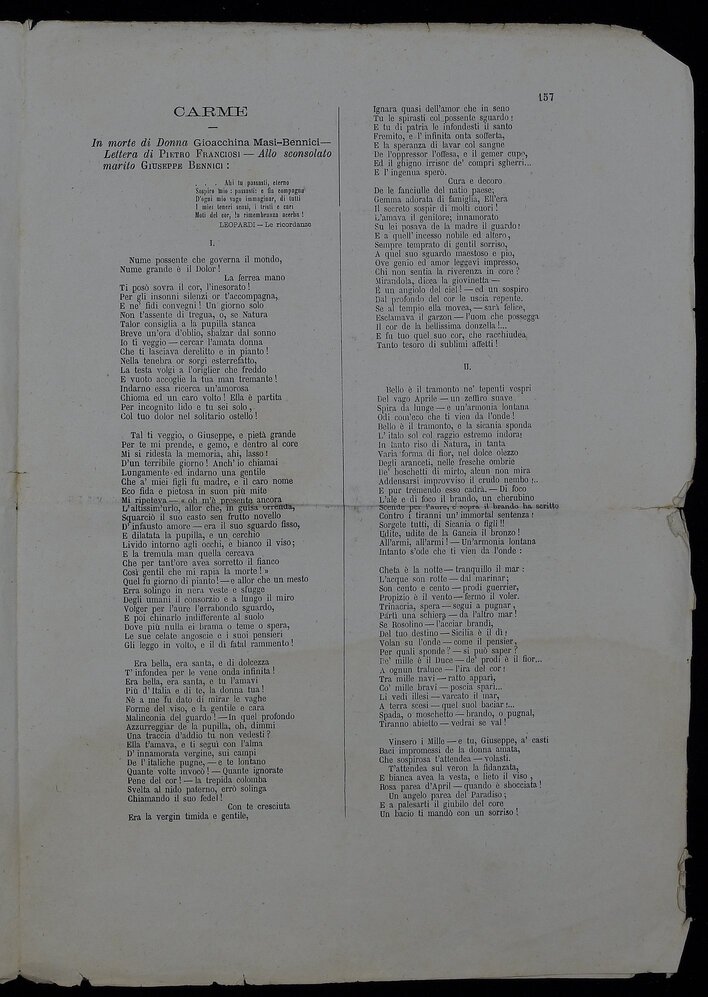 157
CARME
In morte di Donna Gioacchina Masi-Bennici—
Lettera di PIETRO FRANCIOSI — Allo sconsolato
marito GIUSEPPE BENNICI :
. . . Ahi tu passasti, eterno
Sospiro mio : passasti: e fia compagna
D'ogni mio vago immaginar, di tutti
I miei teneri sensi, i tristi e cari
Moti del cor, la rimembranza acerba !
LEOPARDI — Le ricordanze
I.
Nume possente che governa il mondo,
Nume grande è il Dolor!
La ferrea mano
Ti posò sovra il cor, l'inesorato !
Per gli insonni silenzi or t'accompagna,
E ne' fidi convegni ! Un giorno solo
Non t'assente di tregua, o, se Natura
Talor consiglia a la pupilla stanca
Breve un'ora d'oblio, sbalzar dal sonno
Io ti veggio — cercar l'amata donna
Che ti lasciava derelitto e in pianto !
Nella tenebra or sorgi esterrefatto,
La testa volgi a l'origlier che freddo
E vuoto accoglie la tua man tremante !
Indarno essa ricerca un'amorosa
Chioma ed un caro volto ! Ella è partita
Per incognito lido e tu sei solo ,
Col tuo dolor nel solitario ostello !
Tal ti veggio, o Giuseppe, e pietà grande
Per te mi prende, e gemo, e dentro al core
Mi si ridesta la memoria, ahi, lasso !
D'un terribile giorno ! Anch' io chiamai
Lungamente ed indarno una gentile
Che a' miei figli fu madre, e il caro nome
Eco fida e pietosa in suon più mite
Mi ripeteva — « oh m'è presente ancora
L'altissim'urlo, allor che, in guisa orrenda,
Squarciò il suo casto sen frutto novello
D' infausto amore — era il suo sguardo fisso,
E dilatata la pupilla, e un cerchio
Livido intorno agli occhi, e bianco il viso ;
E la tremula man quella cercava
Che per tant'ore avea sorretto il fianco
Così gentil che mi rapia la morte ! »
Quel fu giorno di pianto ! — e allor che un mesto
Erra solingo in nera veste e sfugge
Degli umani il consorzio e a lungo il miro
Volger per l'aure l'errabondo sguardo,
E poi chinarlo indifferente al suolo
Dove più nulla ei brama o teme o spera,
Le sue celate angoscie e i suoi pensieri
Gli leggo in volto, e il dì fatal rammento !
Era bella, era santa, e di dolcezza
T' infondea per le vene onda infinita !
Era bella, era santa, e tu l'amavi
Più d' Italia e di te, la donna tua !
Nè a me fu dato di mirar le vaghe
Forme del viso, e la gentile e cara
Malinconia del guardo ! — In quel profondo
Azzurreggiar de la pupilla, oh, dimmi
Una traccia d'addio tu non vedesti ?
Ella t'amava, e ti seguì con l'alma
D' innamorata vergine, sui campi
De l'italiche pugne, — e te lontano
Quante volte invocò ! — Quante ignorate
Pene del cor ! — la trepida colomba
Svelta al nido paterno, errò solinga
Chiamando il suo fedel !
Con te cresciuta
Era la vergin timida e gentile,
Ignara quasi dell'amor che in seno
Tu le spirasti col possente sguardo !
E tu di patria le infondesti il santo
Fremito, e l' infinita onta sofferta,
E la speranza di lavar col sangue
De l'oppressor l'offesa, e il gemer cupo,
Ed il ghigno irrisor de' compri sgherri...
E l' ingenua sperò.
Cura e decoro
De le fanciulle del natio paese;
Gemma adorata di famiglia, Ell'era
Il secreto sospir di molti cuori !
L'amava il genitore; innamorato
Su lei posava de la madre il guardo !
E a quell' incesso nobile ed altero,
Sempre temprato di gentil sorriso,
A quel suo sguardo maestoso e pio,
Ove genio ed amor leggevi impresso,
Chi non sentia la riverenza in core ?
Mirandola, dicea la giovinetta —
È un angiolo del ciel ! — ed un sospiro
Dal profondo del cor le uscia repente.
Se al tempio ella movea, — sarà felice,
Esclamava il garzon — l'uom che possegga
Il cor de la bellissima donzella !...
E fu tuo quel suo cor, che racchiudea
Tanto tesoro di sublimi affetti !
II.
Bello è il tramonto ne' tepenti vospri
Del vago Aprile — un zeffiro suave
Spira da lunge — e un'armonia lontana
Odi com'eco che ti vien da l'onde !
Bello è il tramonto, e la sicania sponda
L' italo sol col raggio estremo indora!
In tanto riso di Natura, in tanta
Varia forma di fior, nel dolce olezzo
Degli aranceti, nelle fresche ombrie
De' boschetti di mirto, alcun non mira
Addensarsi improvviso il crudo nembo !..
E pur tremendo esso cadrà. — Di foco
L'ale e di foco il brando, un cherubino
Scende per l'aure, e sopra il brando ha scritto
Contro i tiranni un' immortal sentenza !
Sorgete tutti, di Sicania o figli !!
Udite, udite de la Gancia il bronzo !
All'armi, all'armi ! — Un'armonia lontana
Intanto s'ode che ti vien da l'onde :
Cheta è la notte — tranquillo il mar :
L'acque son rotte — dal marinar;
Son cento e cento — prodi guerrier,
Propizio è il vento — fermo il voler.
Trinacria, spera — segui a pugnar ,
Parti una schiera — da l'altro mar !
Se Rosolino — l'acciar brandì,
Del tuo destino — Sicilia è il dì !
Volan su l'onde — come il pensier,
Per quali sponde ? — si può saper ?
De' mille è il Duce — de' prodi è il fior...
A ognun traluce — l'ira del cor !
Tra mille navi — ratto apparì,
Co' mille bravi — poscia sparì...
Li vedi illesi — varcato il mar,
A terra scesi — quel suol baciar !...
Spada, o moschetto — brando, o pugnal,
Tiranno abietto — vedrai se val !
Vinsero i Mille — e tu, Giuseppe, a' casti
Baci impromessi de la donna amata,
Che sospirosa t'attendea — volasti.
T'attendea sul veron la fidanzata,
E bianca avea la vesta, e lieto il viso ,
Rosa parea d'April — quando è sbocciata !
Un angelo parea del Paradiso ;
E a palesarti il giubilo del core
Un bacio ti mandò con un sorriso !